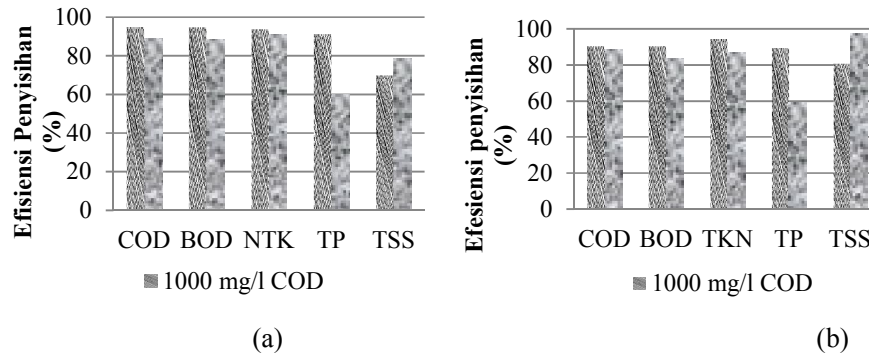 Efisiensi Penyisihan
(%)
100
80
60
40
20
0
COD BOD NTK TP TSS
1000 mg/l COD
(a)
Efesiensi penyisihan
(%)
100
80
60
40
20
0
COD BOD TKN TP TSS
1000 mg/l COD
(b)